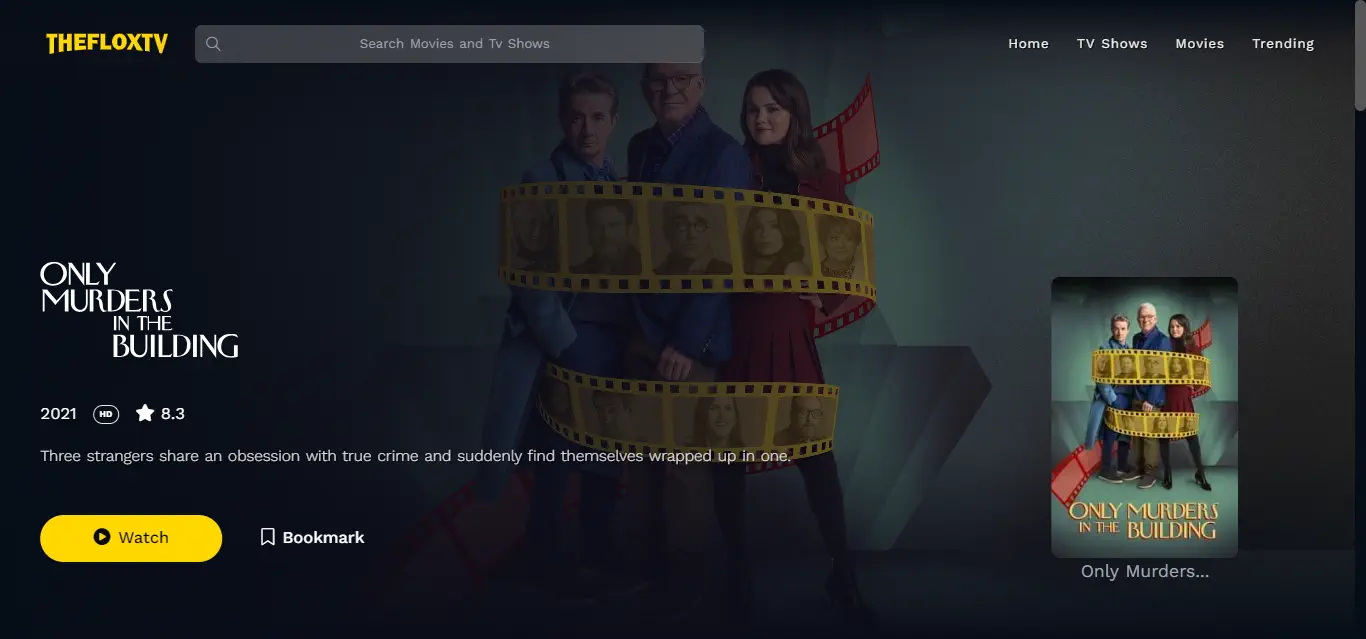 THEFLOXTV
Search Movies and Tv Shows
Home
TV Shows
Movies
Trending
ONLY
MURDERS
IN THE
BUILDING
2021 HD 8.3
Three strangers share an obsession with true crime and suddenly find themselves wrapped up in one.
Watch
Bookmark
ONLY MURDERS
IN THE BUILDING
Only Murders...